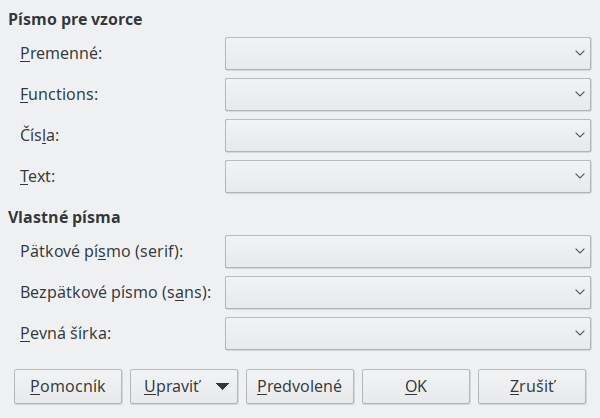 Písmo pre vzorce
Premenné:
Functions:
Čísla:
Text:
Vlastné písma
Pätkové písmo (serif):
Bezpätkové písmo (sans):
Pevná šírka:
Pomocník Upraviť Predvolené OK Zrušiť